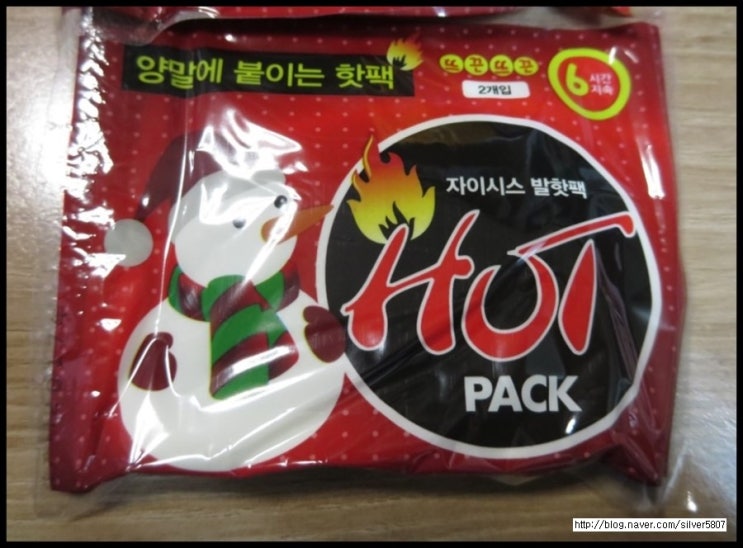 양말에 붙이는 핫팩
뜨끈뜨끈
2개입
6시간
지속
자이시스 발핫팩
HOT
PACK
http://blog.naver.com/silver5807